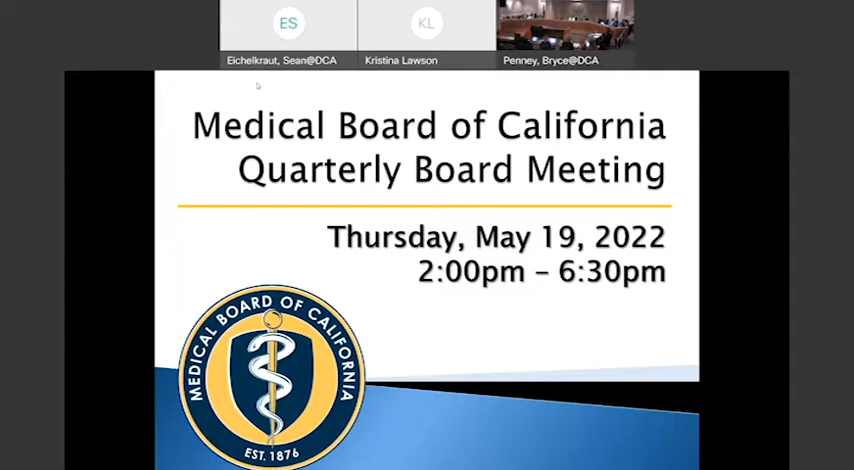 ES
KL
Eichelkraut, Sean@DCA
Kristina Lawson
Penney, Bryce@DCA
Medical Board of California
Quarterly Board Meeting
Thursday, May 19, 2022
2:00pm – 6:30pm
MEDICAL BOARD OF CALIFORNIA
EST. 1876